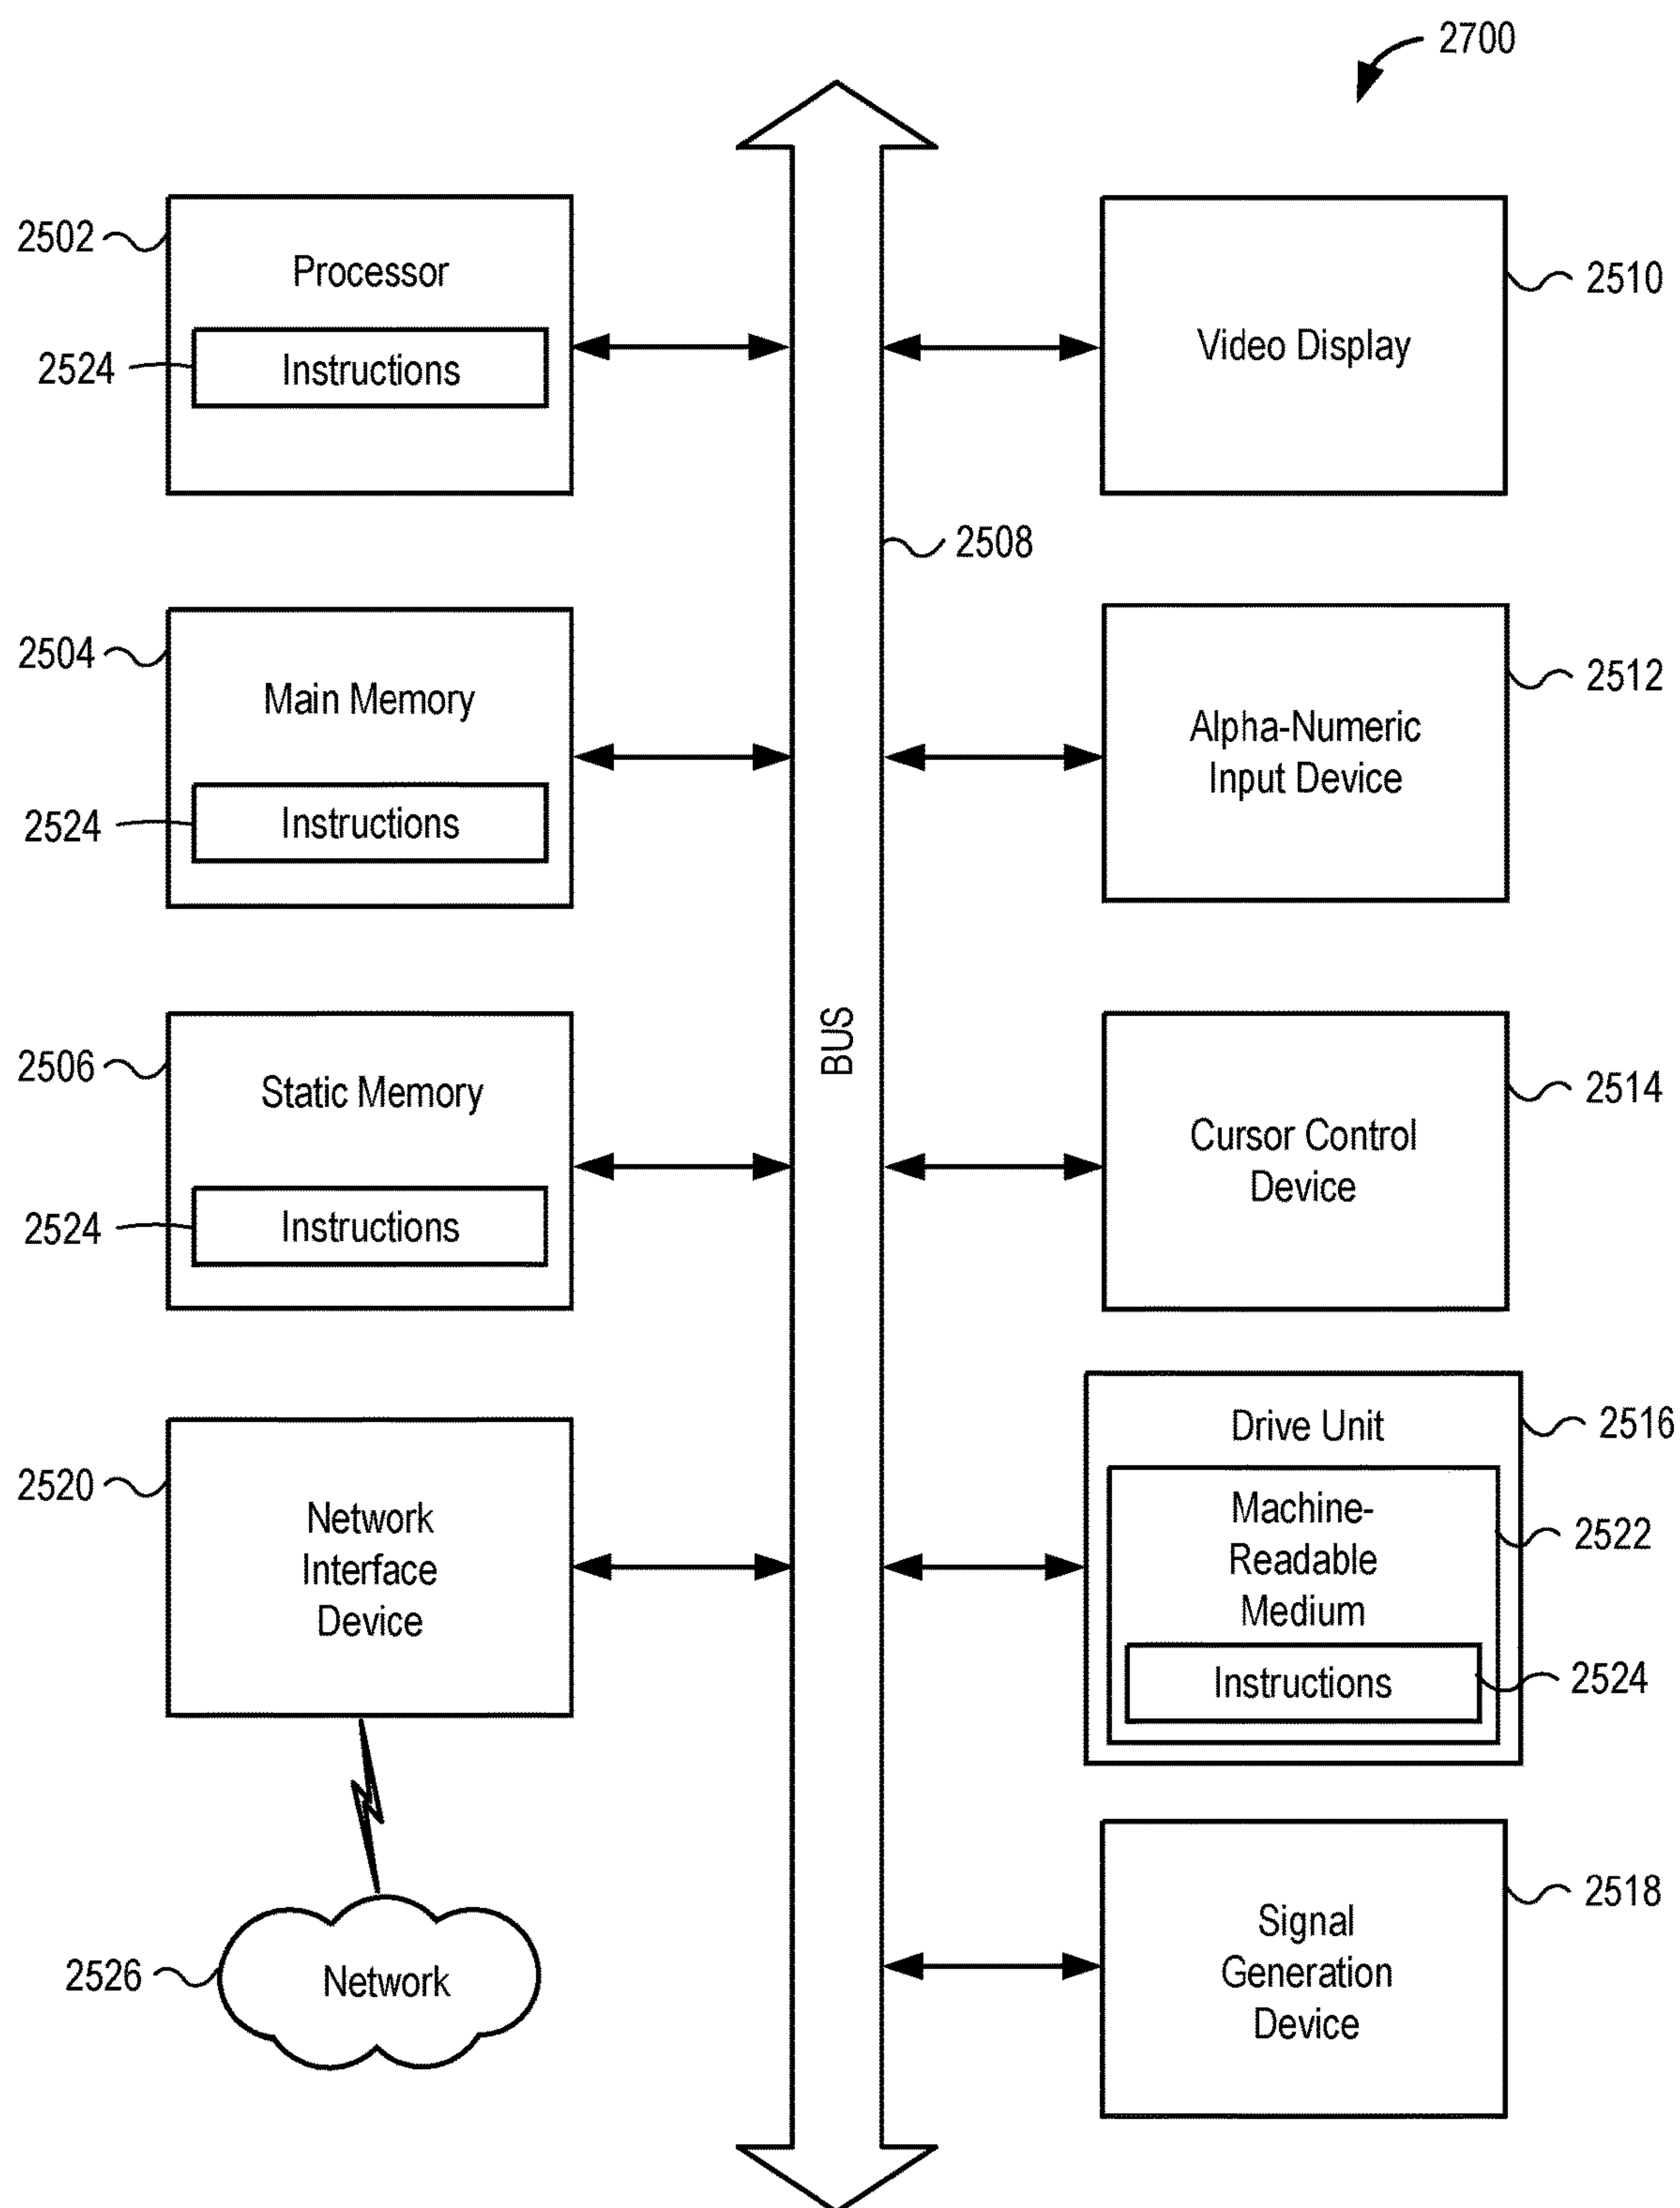 2700
2502
Processor
2524
Instructions
2504
Main Memory
2524
Instructions
2506
Static Memory
2524
Instructions
2520
Network
Interface
Device
2526
Network
BUS
2508
Video Display
2510
Alpha-Numeric
Input Device
2512
Cursor Control
Device
2514
Drive Unit
2516
Machine-
Readable
Medium
2522
Instructions
2524
Signal
Generation
Device
2518